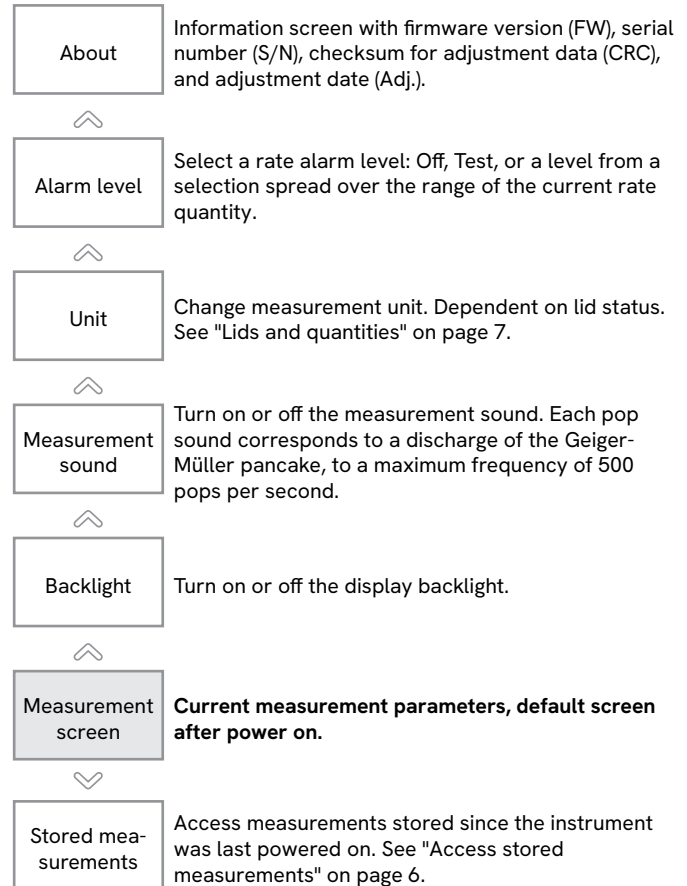 About
Information screen with firmware version (FW), serial
number (S/N), checksum for adjustment data (CRC),
and adjustment date (Adj.).
Alarm level
Select a rate alarm level: Off, Test, or a level from a
selection spread over the range of the current rate
quantity.
Unit
Change measurement unit. Dependent on lid status.
See "Lids and quantities" on page 7.
Measurement
sound
Turn on or off the measurement sound. Each pop
sound corresponds to a discharge of the Geiger-
Müller pancake, to a maximum frequency of 500
pops per second.
Backlight
Turn on or off the display backlight.
Measurement
screen
Current measurement parameters, default screen
after power on.
Stored mea-
surements
Access measurements stored since the instrument
was last powered on. See "Access stored
measurements" on page 6.